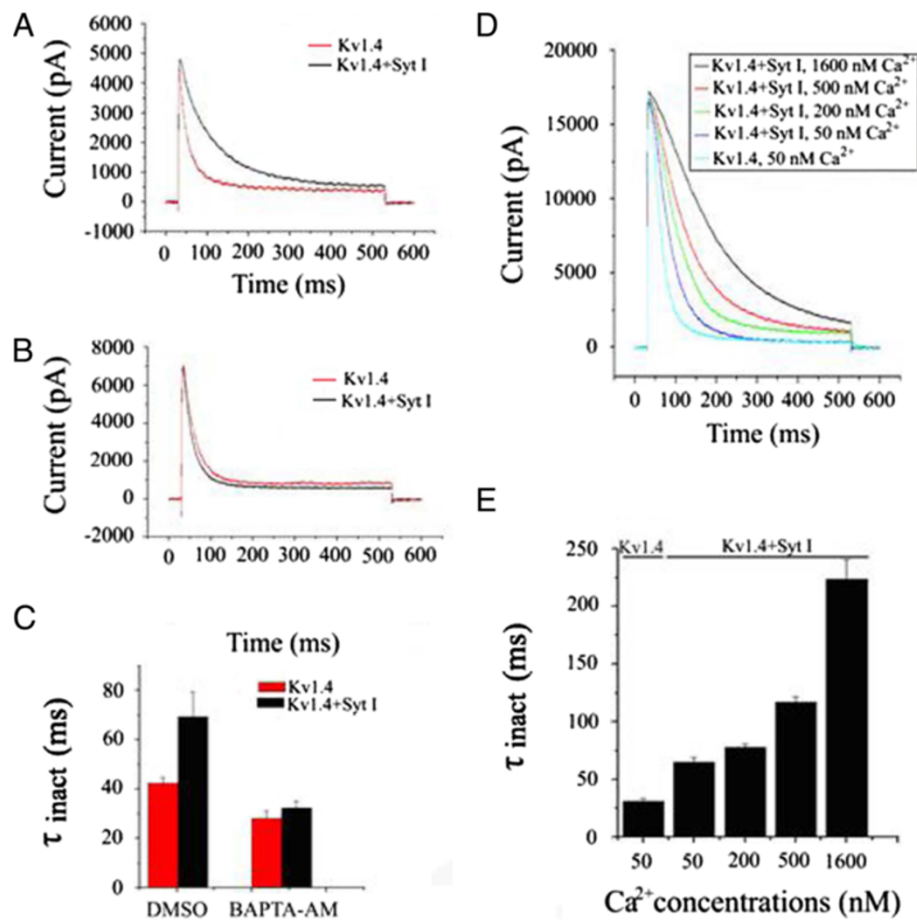 A
Current (pA)
6000
5000
4000
3000
2000
1000
0
-1000
Kv1.4
Kv1.4+Syt I
0 100 200 300 400 500 600
Time (ms)
B
Current (pA)
8000
6000
4000
2000
0
-2000
Kv1.4
Kv1.4+Syt I
0 100 200 300 400 500 600
Time (ms)
C
τ inact (ms)
80
60
40
20
0
Kv1.4
Kv1.4+Syt I
DMSO BAPTA-AM
D
Current (pA)
20000
15000
10000
5000
0
Kv1.4+Syt I, 1600 nM Ca²⁺
Kv1.4+Syt I, 500 nM Ca²⁺
Kv1.4+Syt I, 200 nM Ca²⁺
Kv1.4+Syt I, 50 nM Ca²⁺
Kv1.4, 50 nM Ca²⁺
0 100 200 300 400 500 600
Time (ms)
E
τ inact (ms)
250
200
150
100
50
0
Kv1.4 Kv1.4+Syt I
50 50 200 500 1600
Ca²⁺ concentrations (nM)